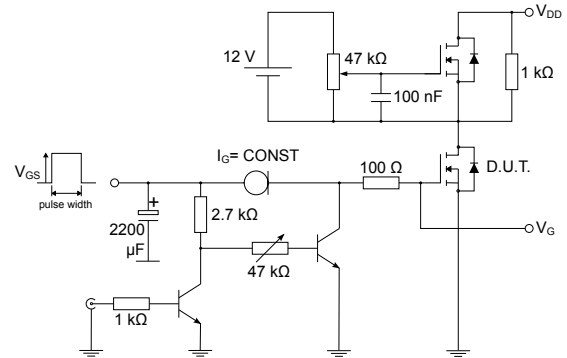 V_DD
12 V
47 kΩ
1 kΩ
100 nF
I_G= CONST
V_GS
100 Ω
D.U.T.
pulse width
+
2200
μF
2.7 kΩ
V_G
47 kΩ
1 kΩ